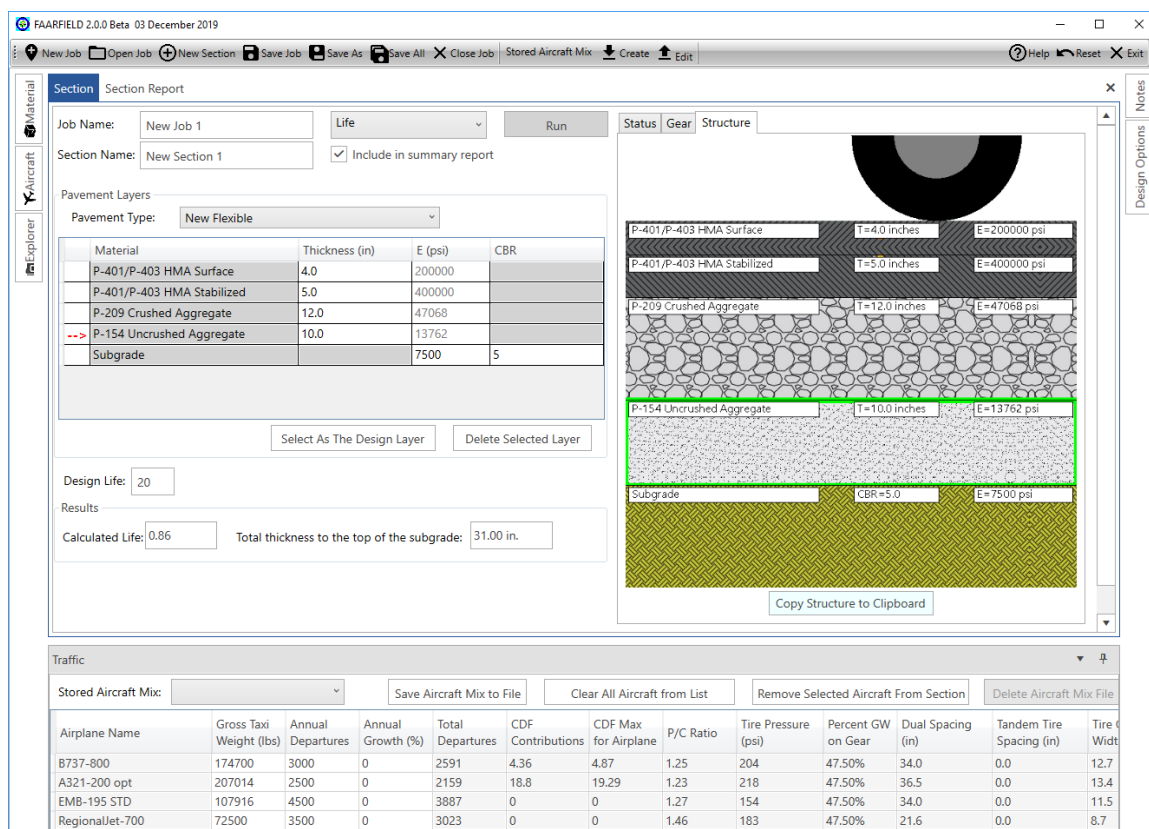 FAARFIELD 2.0.0 Beta 03 December 2019
New Job Open Job New Section Save Job Save As Save All Close Job Stored Aircraft Mix Create Edit Help Reset Exit
Material
Aircraft
Explorer
Section Section Report
Job Name: New Job 1 Life Run
Section Name: New Section 1 Include in summary report
Pavement Layers
Pavement Type: New Flexible
Material Thickness (in) E (psi) CBR
P-401/P-403 HMA Surface 4.0 200000
P-401/P-403 HMA Stabilized 5.0 400000
P-209 Crushed Aggregate 12.0 47068
--> P-154 Uncrushed Aggregate 10.0 13762
Subgrade 7500 5
Select As The Design Layer Delete Selected Layer
Design Life: 20
Results
Calculated Life: 0.86 Total thickness to the top of the subgrade: 31.00 in.
Status Gear Structure
P-401/P-403 HMA Surface T=4.0 inches E=200000 psi
P-401/P-403 HMA Stabilized T=5.0 inches E=400000 psi
P-209 Crushed Aggregate T=12.0 inches E=47068 psi
P-154 Uncrushed Aggregate T=10.0 inches E=13762 psi
Subgrade CBR=5.0 E=7500 psi
Copy Structure to Clipboard
Notes
Design Options
Traffic
Stored Aircraft Mix: Save Aircraft Mix to File Clear All Aircraft from List Remove Selected Aircraft From Section Delete Aircraft Mix File
Airplane Name Gross Taxi Weight (lbs) Annual Departures Annual Growth (%) Total Departures CDF Contributions CDF Max for Airplane P/C Ratio Tire Pressure (psi) Percent GW on Gear Dual Spacing (in) Tandem Tire Spacing (in) Tire
B737-800 174700 3000 0 2591 4.36 4.87 1.25 204 47.50% 34.0 0.0 12.7
A321-200 opt 207014 2500 0 2159 18.8 19.29 1.23 218 47.50% 36.5 0.0 13.4
EMB-195 STD 107916 4500 0 3887 0 0 1.27 154 47.50% 34.0 0.0 11.5
RegionalJet-700 72500 3500 0 3023 0 0 1.46 183 47.50% 21.6 0.0 8.7